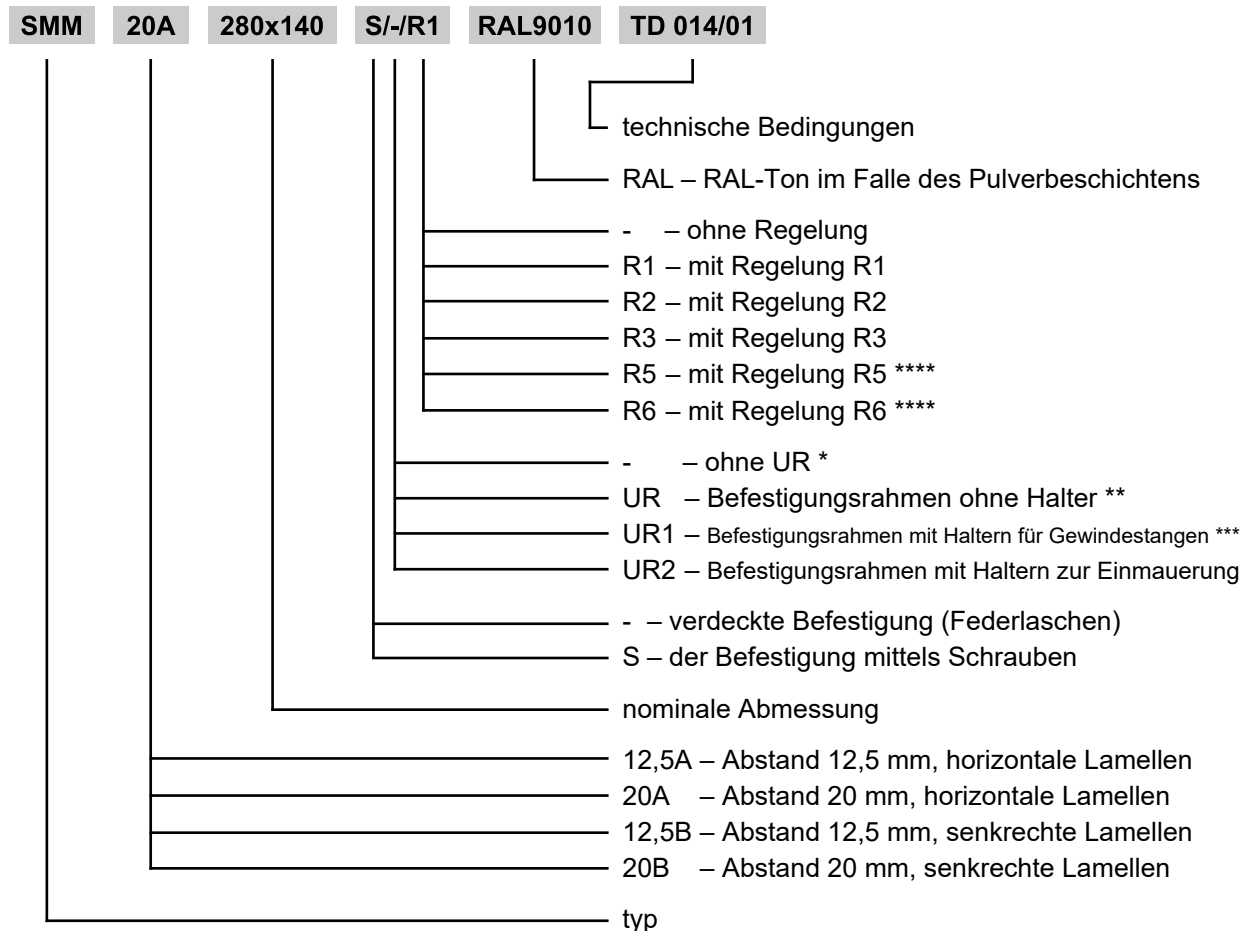 SMM 20A 280x140 S/-/R1 RAL9010 TD 014/01
technische Bedingungen
RAL – RAL-Ton im Falle des Pulverbeschichtens
- – ohne Regelung
R1 – mit Regelung R1
R2 – mit Regelung R2
R3 – mit Regelung R3
R5 – mit Regelung R5 ****
R6 – mit Regelung R6 ****
- – ohne UR *
UR – Befestigungsrahmen ohne Halter **
UR1 – Befestigungsrahmen mit Haltern für Gewindestangen ***
UR2 – Befestigungsrahmen mit Haltern zur Einmauerung
- – verdeckte Befestigung (Federlaschen)
S – der Befestigung mittels Schrauben
nominale Abmessung
12,5A – Abstand 12,5 mm, horizontale Lamellen
20A – Abstand 20 mm, horizontale Lamellen
12,5B – Abstand 12,5 mm, senkrechte Lamellen
20B – Abstand 20 mm, senkrechte Lamellen
typ